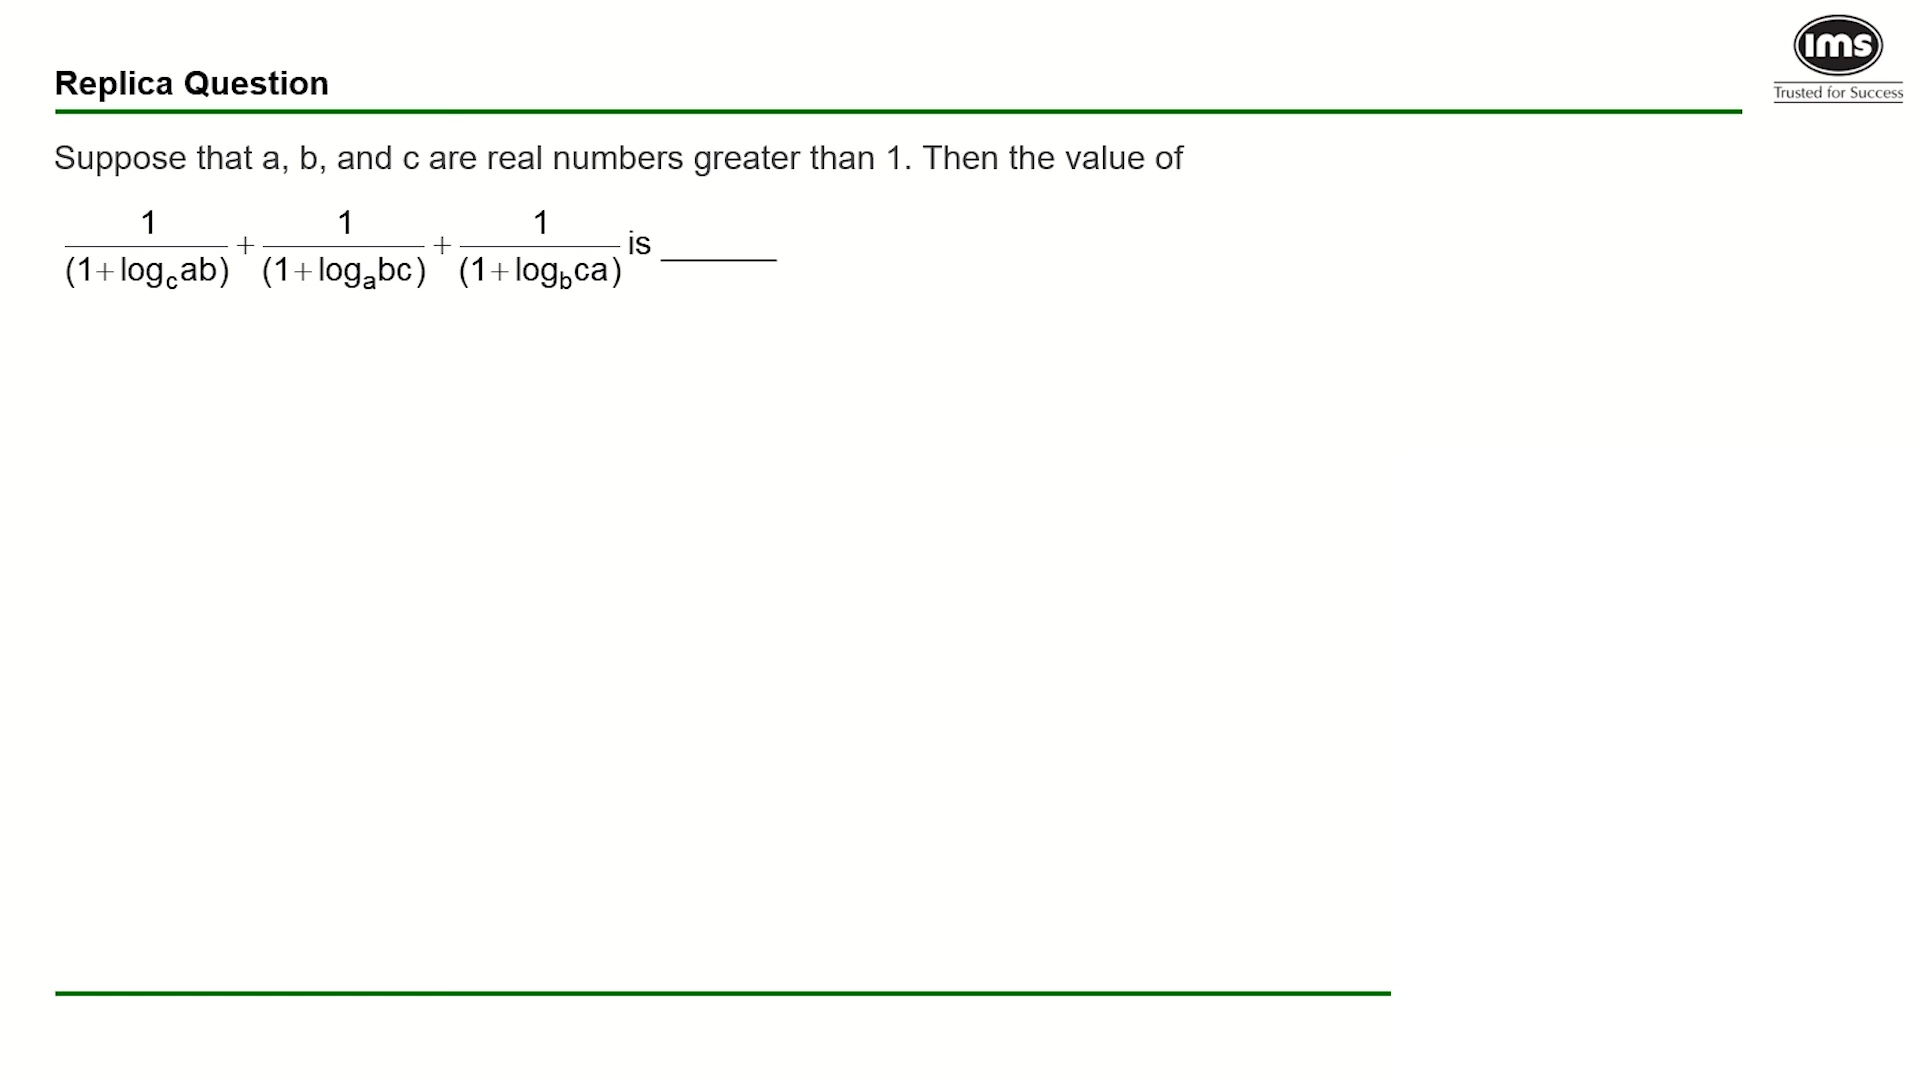 ims
Trusted for Success
Replica Question
Suppose that a, b, and c are real numbers greater than 1. Then the value of
1/(1+log_c ab) + 1/(1+log_a bc) + 1/(1+log_b ca) is ______